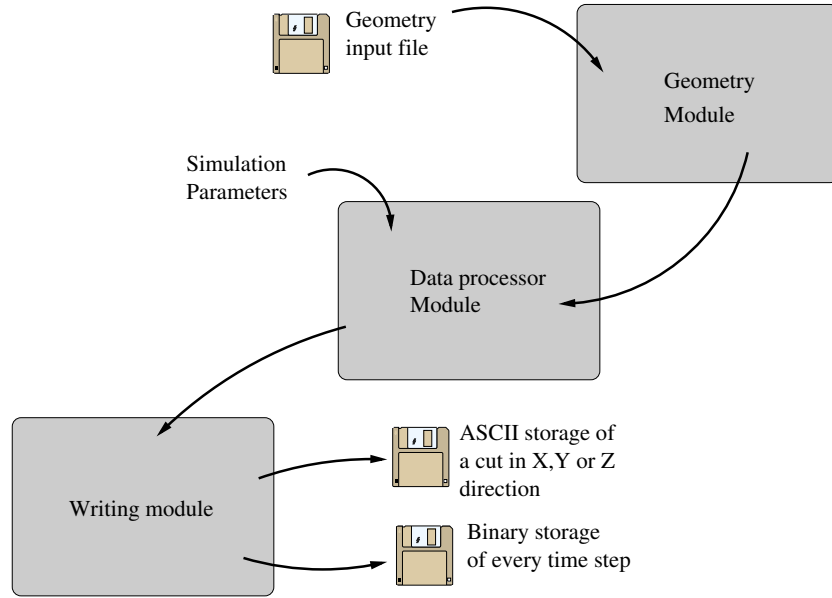 Geometry
input file
Geometry
Module
Simulation
Parameters
Data processor
Module
ASCII storage of
a cut in X,Y or Z
direction
Writing module
Binary storage
of every time step